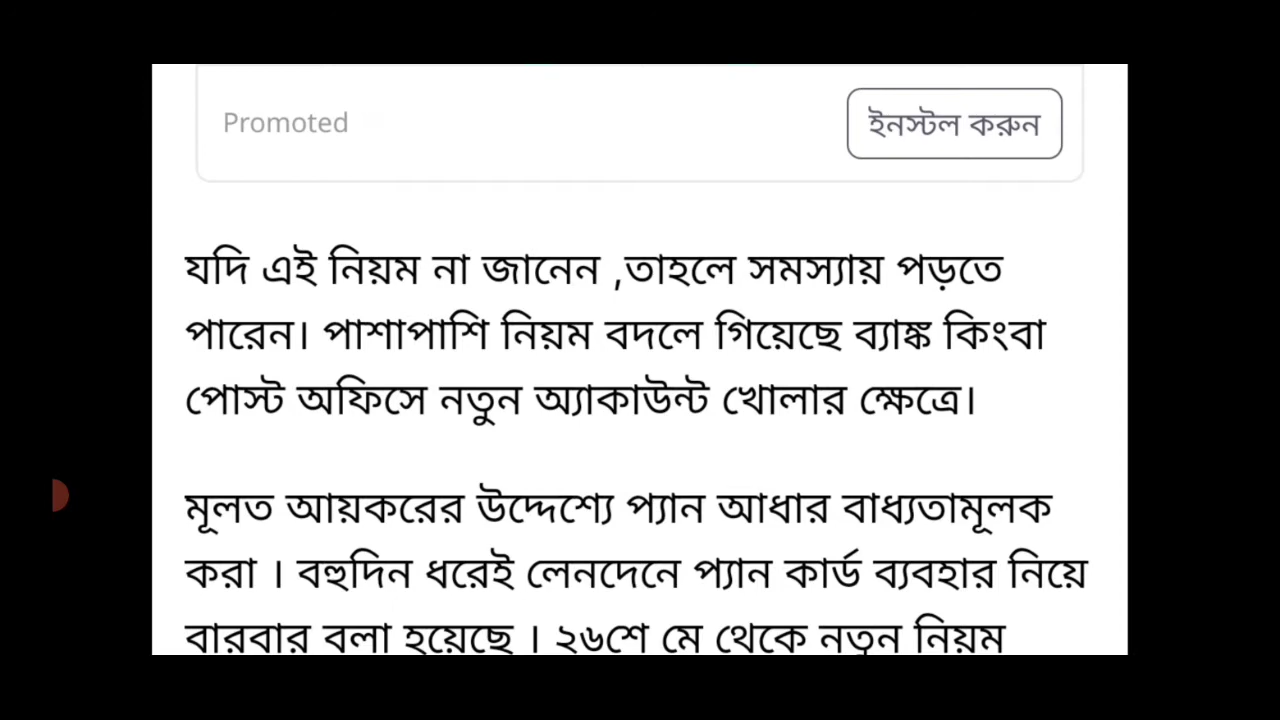 Promoted
ইনস্টল করুন
যদি এই নিয়ম না জানেন ,তাহলে সমস্যায় পড়তে
পারেন। পাশাপাশি নিয়ম বদলে গিয়েছে ব্যাঙ্ক কিংবা
পোস্ট অফিসে নতুন অ্যাকাউন্ট খোলার ক্ষেত্রে।
মূলত আয়করের উদ্দেশ্যে প্যান আধার বাধ্যতামূলক
করা । বহুদিন ধরেই লেনদেনে প্যান কার্ড ব্যবহার নিয়ে
বারবার বলা হয়েছে । ২৬শে মে থেকে নতুন নিয়ম